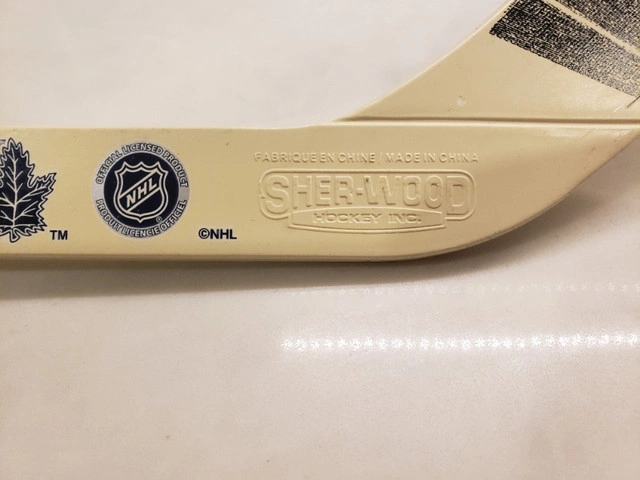 TM
OFFICIAL LICENSED PRODUCT
NHL
®
PRODUIT LICENCIÉ OFFICIEL
©NHL
FABRIQUE EN CHINE / MADE IN CHINA
SHER-WOOD
HOCKEY INC.